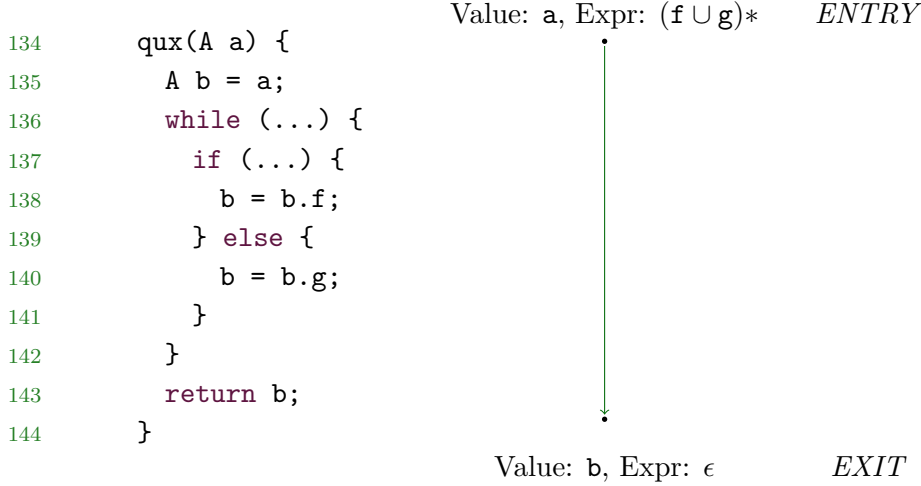 Value: a, Expr: (f ∪ g)* ENTRY
134 qux(A a) {
135 A b = a;
136 while (...) {
137 if (...) {
138 b = b.f;
139 } else {
140 b = b.g;
141 }
142 }
143 return b;
144 }
Value: b, Expr: ϵ EXIT